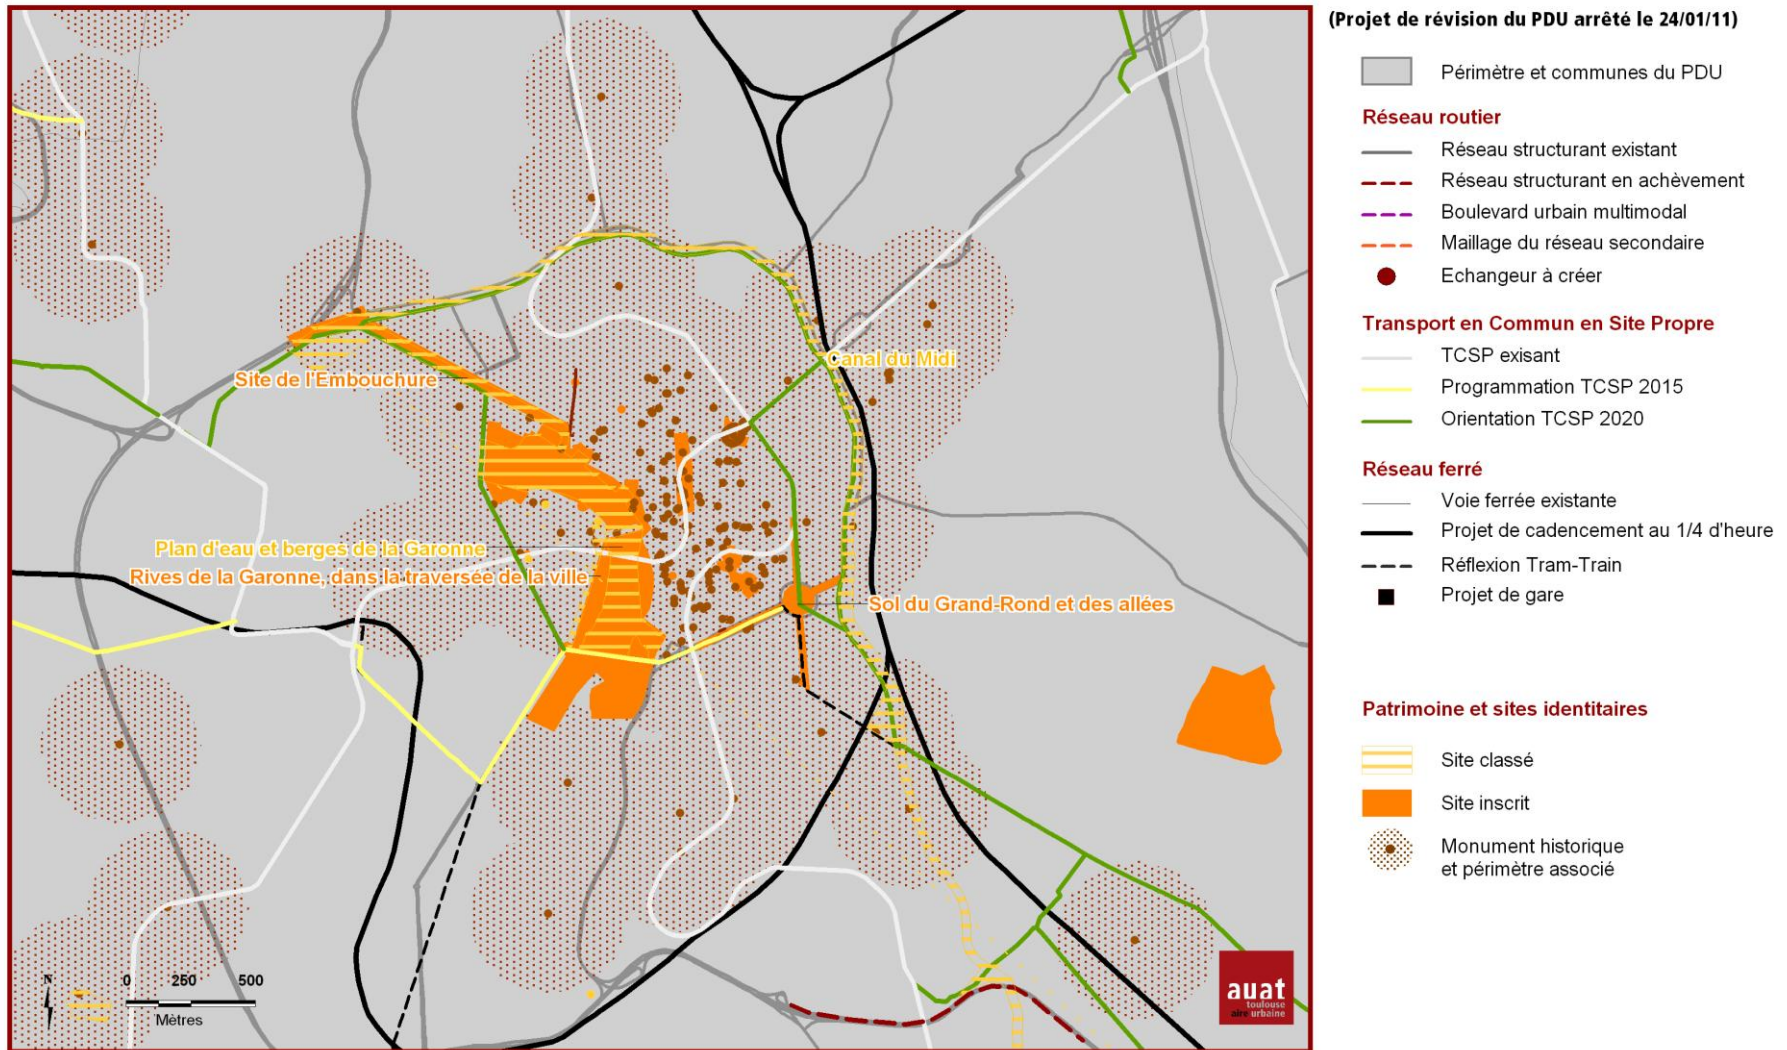 (Projet de révision du PDU arrêté le 24/01/11)
Périmètre et communes du PDU
Réseau routier
Réseau structurant existant
Réseau structurant en achèvement
Boulevard urbain multimodal
Maillage du réseau secondaire
Echangeur à créer
Transport en Commun en Site Propre
TCSP exisant
Programmation TCSP 2015
Orientation TCSP 2020
Réseau ferré
Voie ferrée existante
Projet de cadencement au 1/4 d'heure
Réflexion Tram-Train
Projet de gare
Patrimoine et sites identitaires
Site classé
Site inscrit
Monument historique
et périmètre associé
Canal du Midi
Site de l'Embouchure
Plan d'eau et berges de la Garonne
Rives de la Garonne, dans la traversée de la ville
Sol du Grand-Rond et des allées
N
0 250 500
Mètres
auat
toulouse
aire urbaine